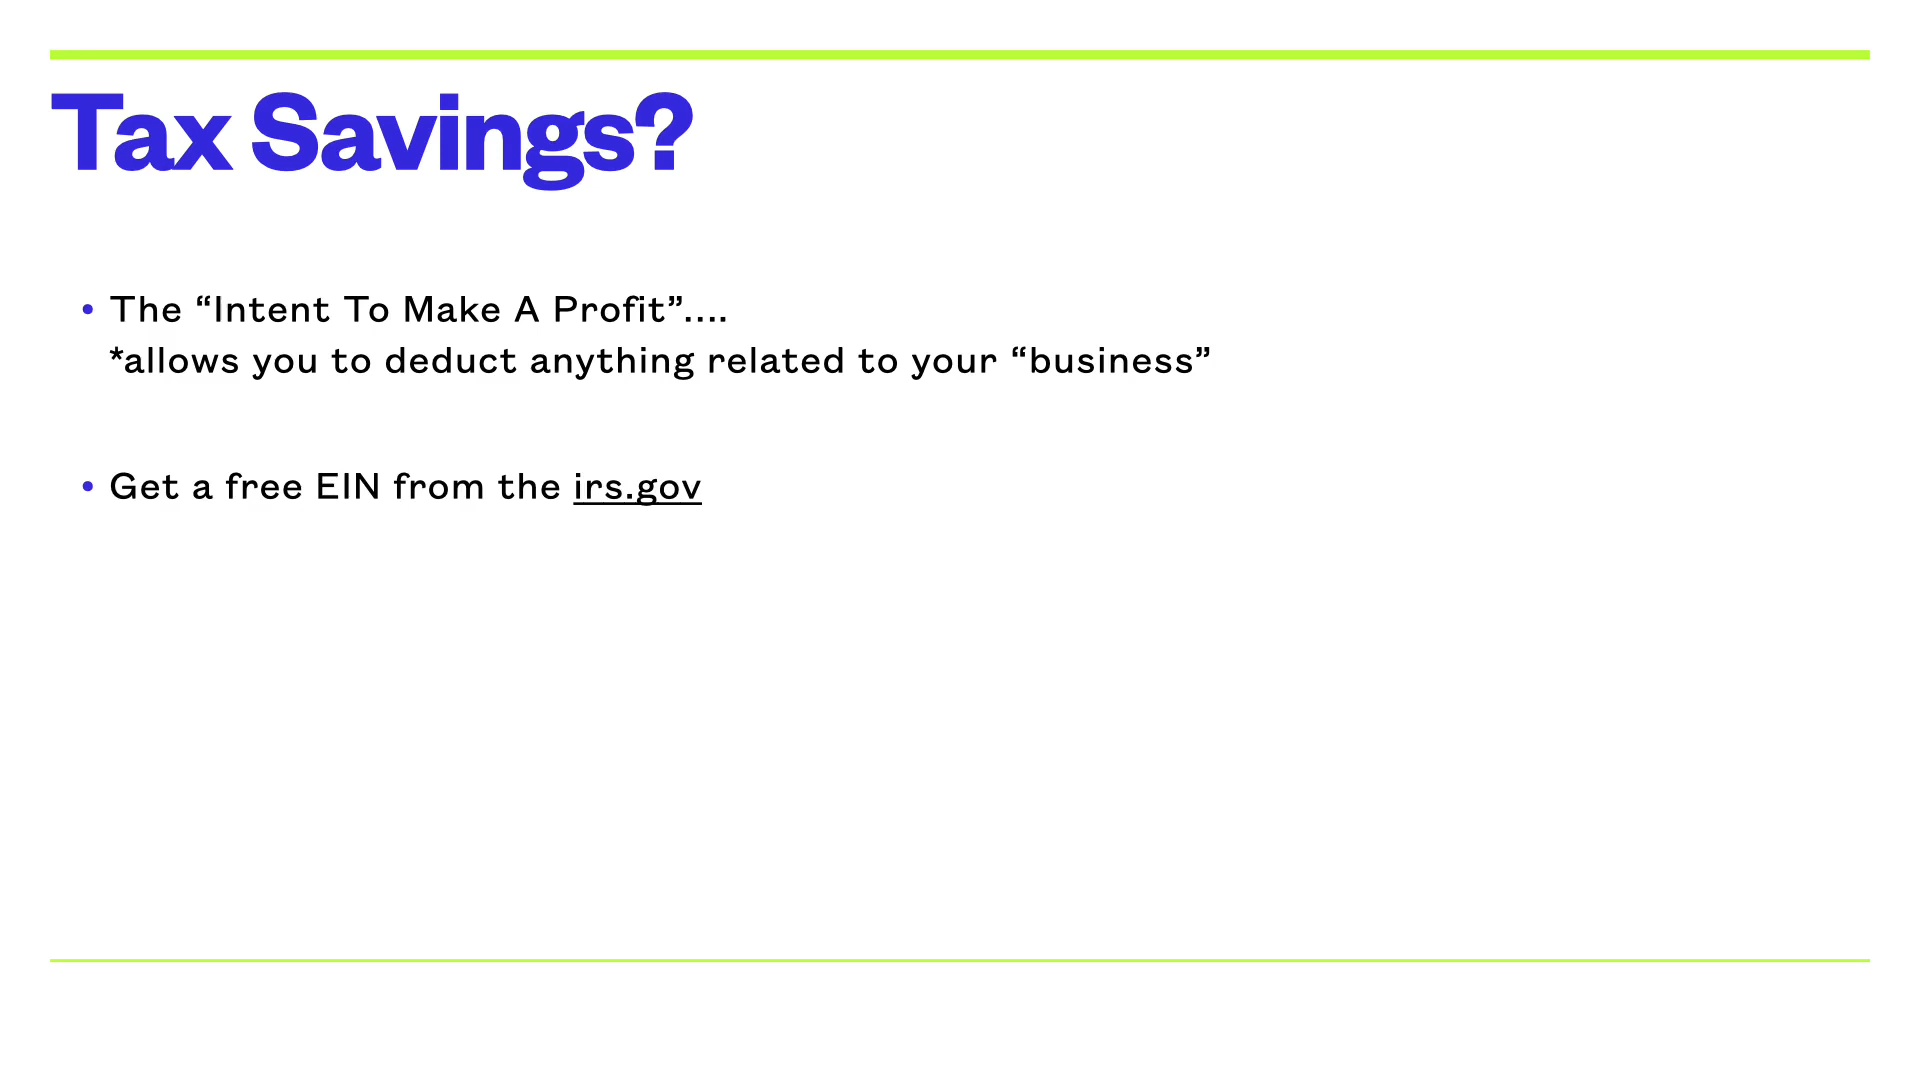 Tax Savings?
• The “Intent To Make A Profit”....
*allows you to deduct anything related to your “business”
• Get a free EIN from the irs.gov